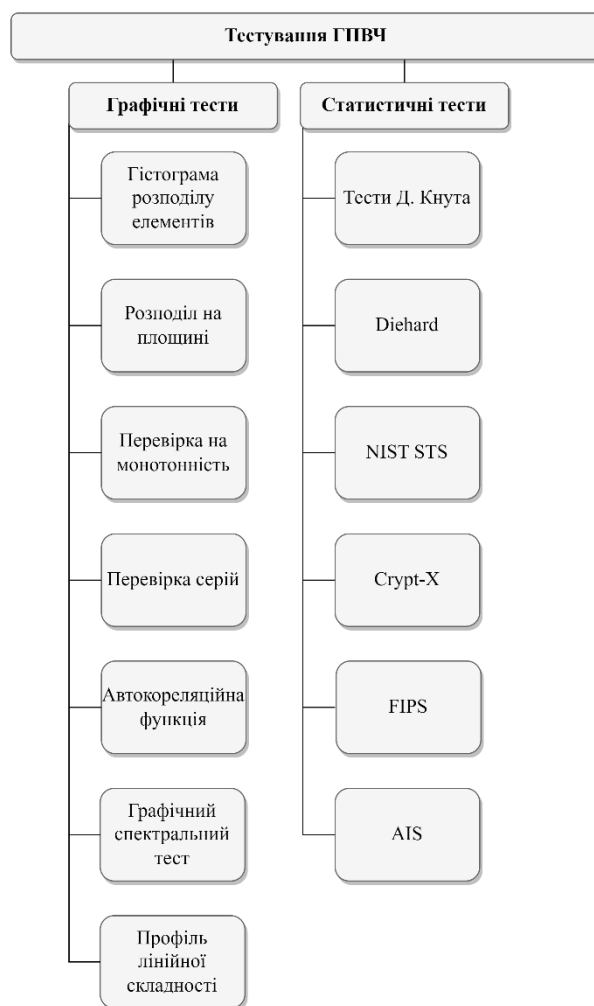 Тестування ГПВЧ
Графічні тести
Гістограма
розподілу
елементів
Розподіл на
площині
Перевірка на
монотонність
Перевірка серій
Автокореляційна
функція
Графічний
спектральний
тест
Профіль
лінійної
складності
Статистичні тести
Тести Д. Кнута
Diehard
NIST STS
Crypt-X
FIPS
AIS